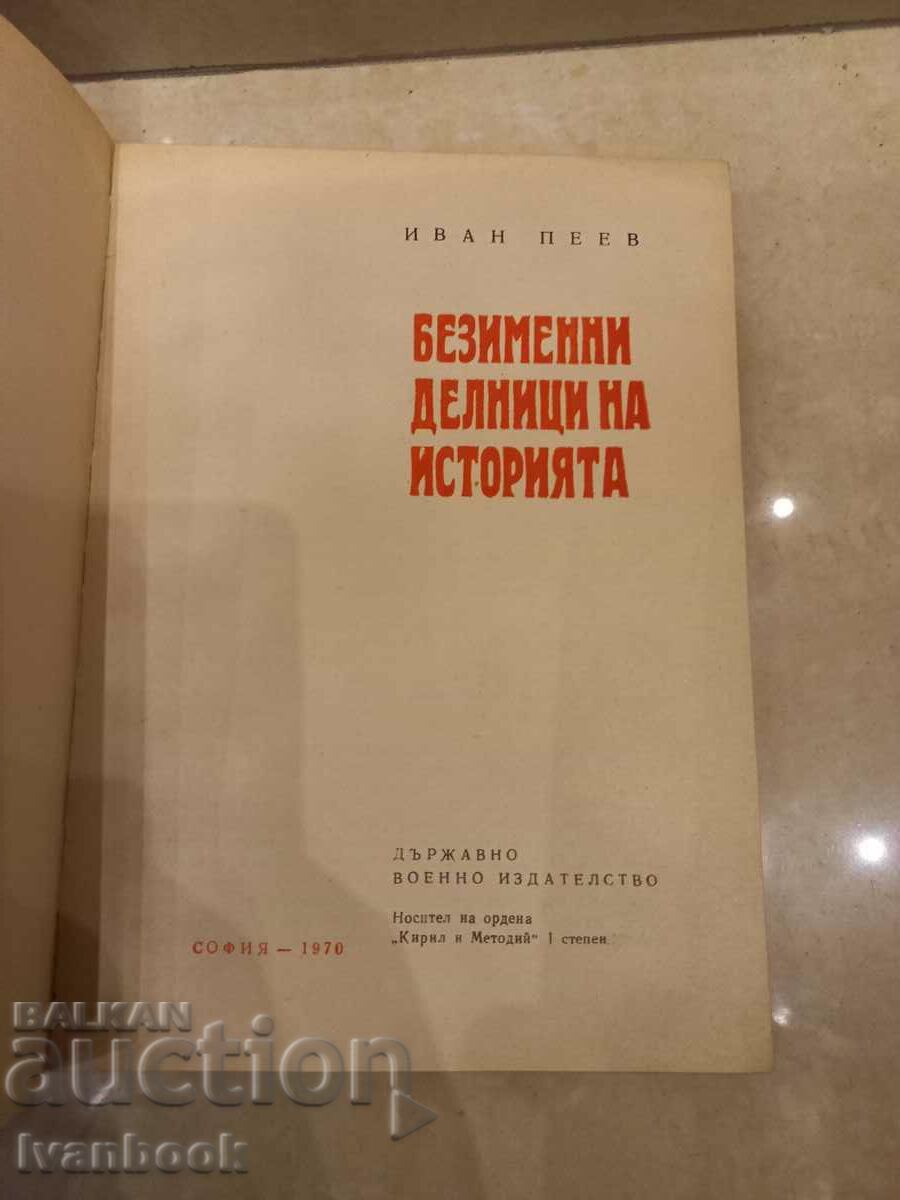 ИВАН ПЕЕВ
БЕЗИМЕННИ
ДЕЛНИЦИ НА
ИСТОРИЯТА
ДЪРЖАВНО
ВОЕННО ИЗДАТЕЛСТВО
Носител на ордена
„Кирил и Методий“ I степен
СОФИЯ — 1970
BALKAN
auction
Ivanbook